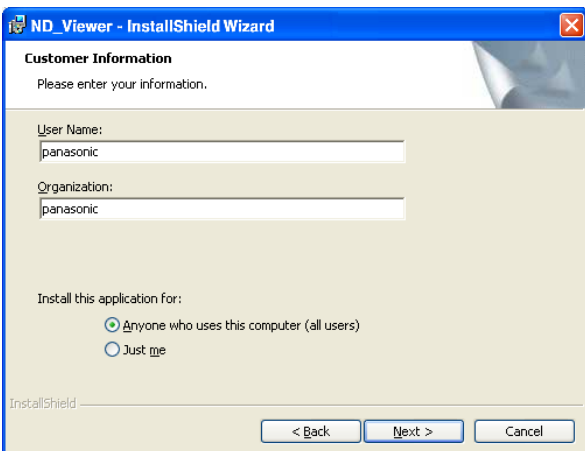 ND_Viewer - InstallShield Wizard
Customer Information
Please enter your information.
User Name:
panasonic
Organization:
panasonic
Install this application for:
Anyone who uses this computer (all users)
Just me
InstallShield
< Back Next > Cancel